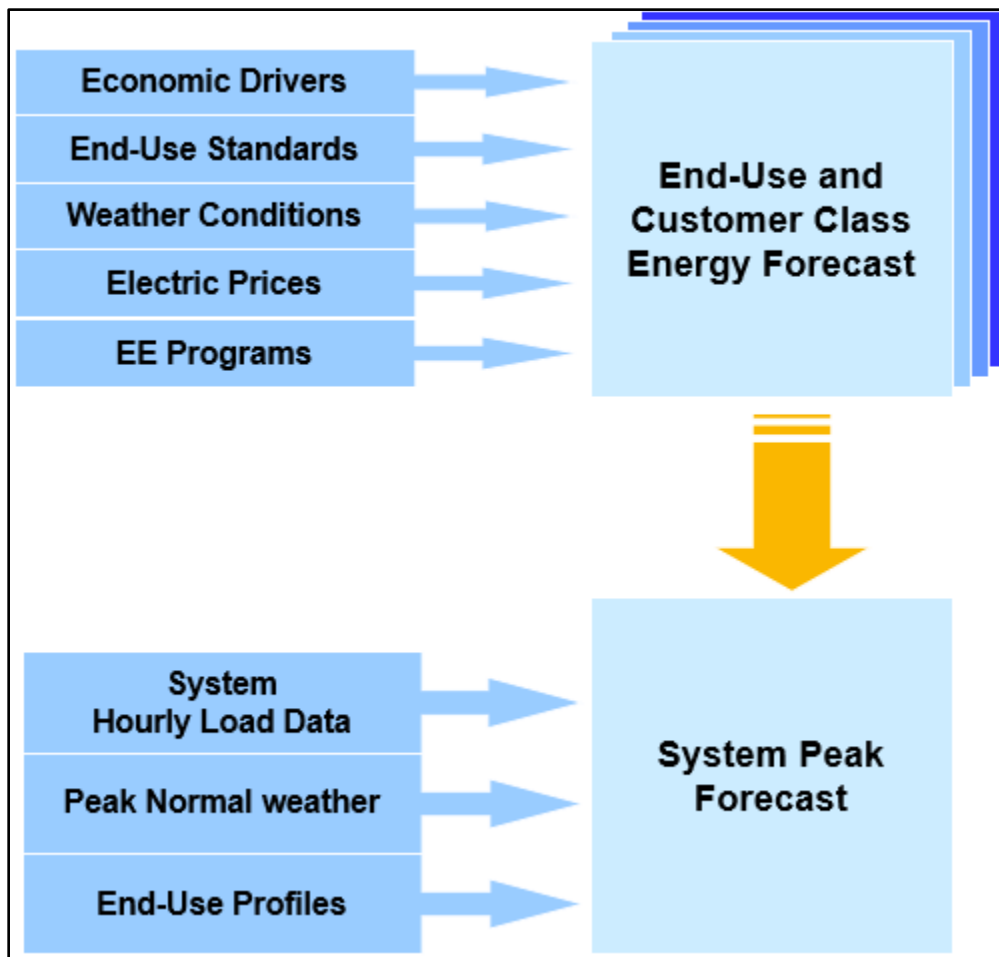 Economic Drivers
End-Use Standards
Weather Conditions
Electric Prices
EE Programs
End-Use and
Customer Class
Energy Forecast
System
Hourly Load Data
Peak Normal weather
End-Use Profiles
System Peak
Forecast